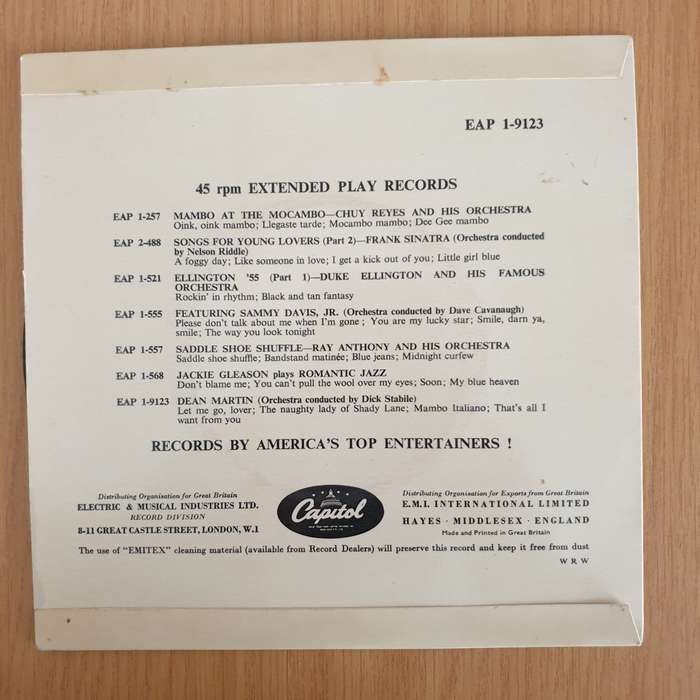 EAP 1-9123
45 rpm EXTENDED PLAY RECORDS
EAP 1-257 MAMBO AT THE MOCAMBO—CHUY REYES AND HIS ORCHESTRA
Oink, oink mambo; Llegaste tarde; Mocambo mambo; Dee Gee mambo
EAP 2-488 SONGS FOR YOUNG LOVERS (Part 2)—FRANK SINATRA (Orchestra conducted
by Nelson Riddle)
A foggy day; Like someone in love; I get a kick out of you; Little girl blue
EAP 1-521 ELLINGTON '55 (Part 1)—DUKE ELLINGTON AND HIS FAMOUS
ORCHESTRA
Rockin' in rhythm; Black and tan fantasy
EAP 1-555 FEATURING SAMMY DAVIS, JR. (Orchestra conducted by Dave Cavanaugh)
Please don't talk about me when I'm gone; You are my lucky star; Smile, darn ya,
smile; The way you look tonight
EAP 1-557 SADDLE SHOE SHUFFLE—RAY ANTHONY AND HIS ORCHESTRA
Saddle shoe shuffle; Bandstand matinée; Blue jeans; Midnight curfew
EAP 1-568 JACKIE GLEASON plays ROMANTIC JAZZ
Don't blame me; You can't pull the wool over my eyes; Soon; My blue heaven
EAP 1-9123 DEAN MARTIN (Orchestra conducted by Dick Stabile)
Let me go, lover; The naughty lady of Shady Lane; Mambo Italiano; That's all I
want from you
RECORDS BY AMERICA'S TOP ENTERTAINERS !
Distributing Organisation for Great Britain
ELECTRIC & MUSICAL INDUSTRIES LTD.
RECORD DIVISION
8-11 GREAT CASTLE STREET, LONDON, W.1
Capitol
Distributing Organisation for Exports from Great Britain
E.M.I. INTERNATIONAL LIMITED
HAYES · MIDDLESEX · ENGLAND
Made and Printed in Great Britain
The use of "EMITEX" cleaning material (available from Record Dealers) will preserve this record and keep it free from dust
W R W